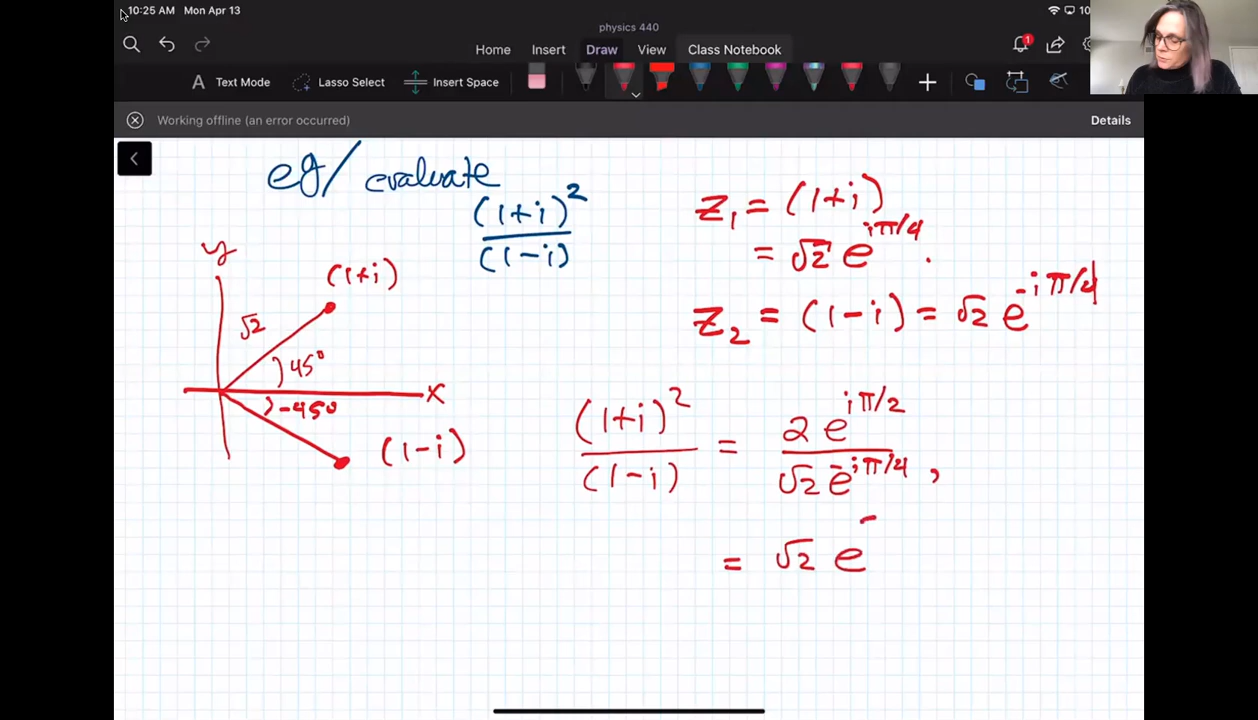 10:25 AM Mon Apr 13
10
physics 440
Home Insert Draw View Class Notebook
1
A Text Mode Lasso Select Insert Space
Working offline (an error occurred) Details
eg/ evaluate
(1+i)²
(1-i)
z₁ = (1+i)
= √2 e^{iπ/4}.
z₂ = (1-i) = √2 e^{-iπ/4}
y
(1+i)
√2
45°
x
-45°
(1-i)
(1+i)²/(1-i) = 2e^{iπ/2}/√2 e^{-iπ/4},
= √2 e^{-}